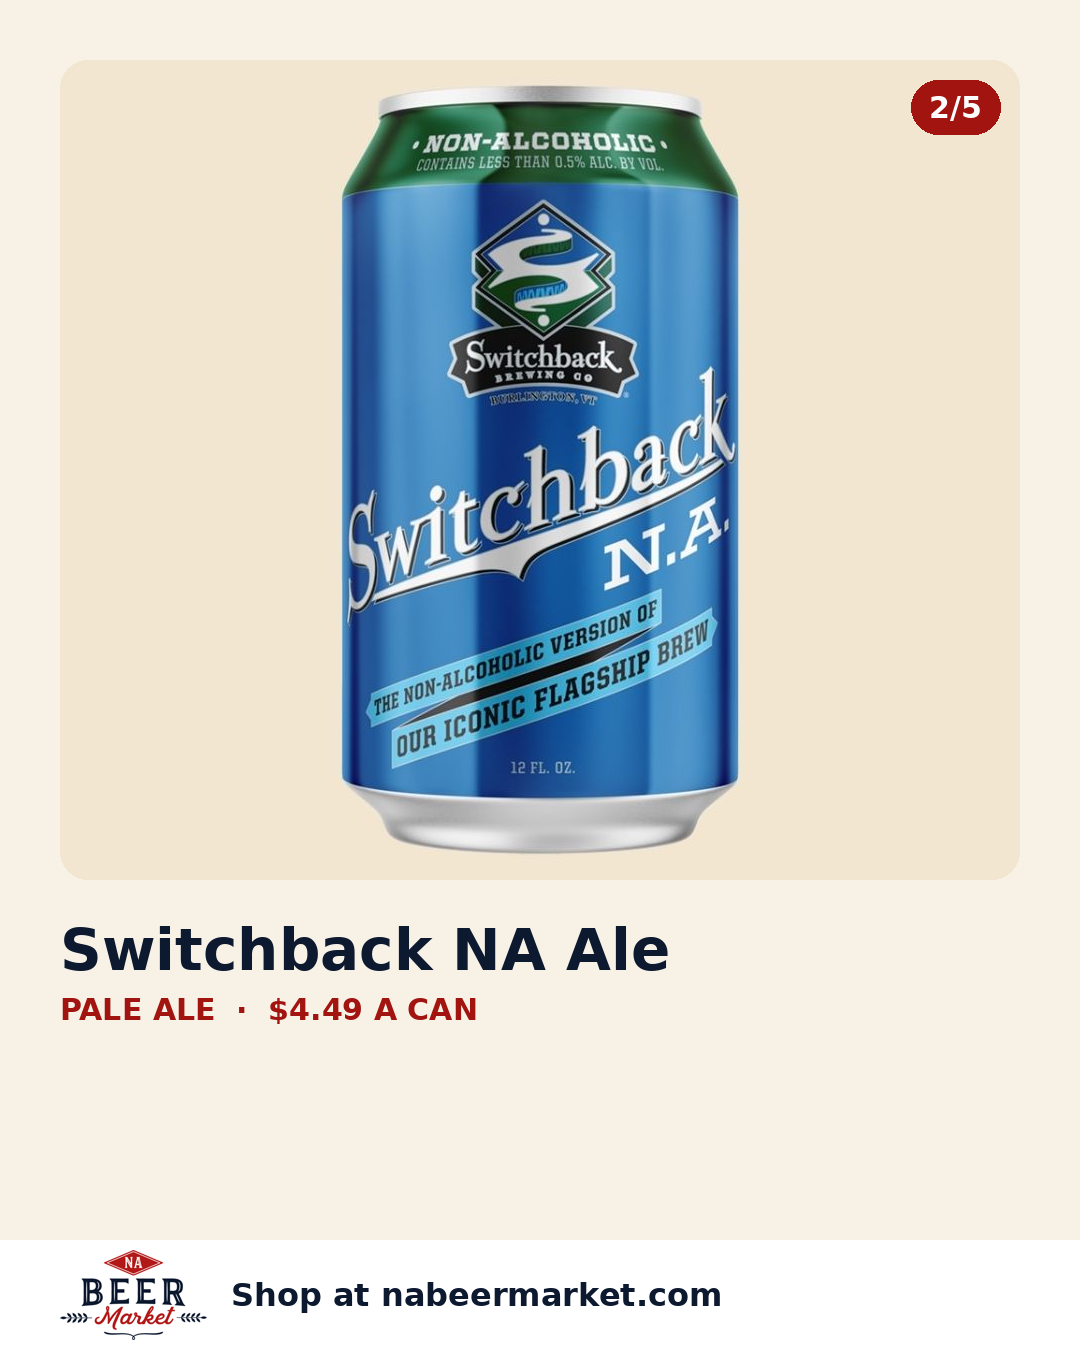 2/5
• NON-ALCOHOLIC •
CONTAINS LESS THAN 0.5% ALC. BY VOL.
Switchback
BREWING CO
BURLINGTON, VT
Switchback
N.A.
THE NON-ALCOHOLIC VERSION OF
OUR ICONIC FLAGSHIP BREW
12 FL. OZ.
Switchback NA Ale
PALE ALE · $4.49 A CAN
NA
BEER
Market
Shop at nabeermarket.com